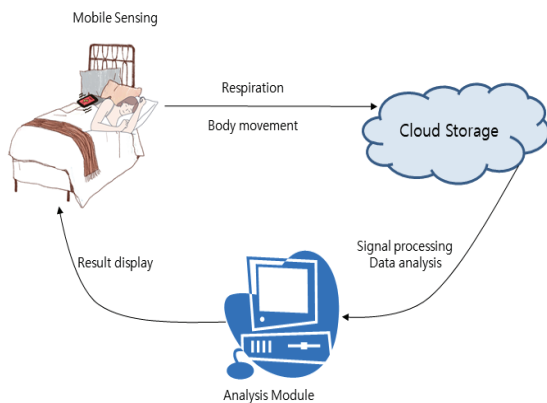 Mobile Sensing
Respiration
Body movement
Cloud Storage
Signal processing
Data analysis
Result display
Analysis Module